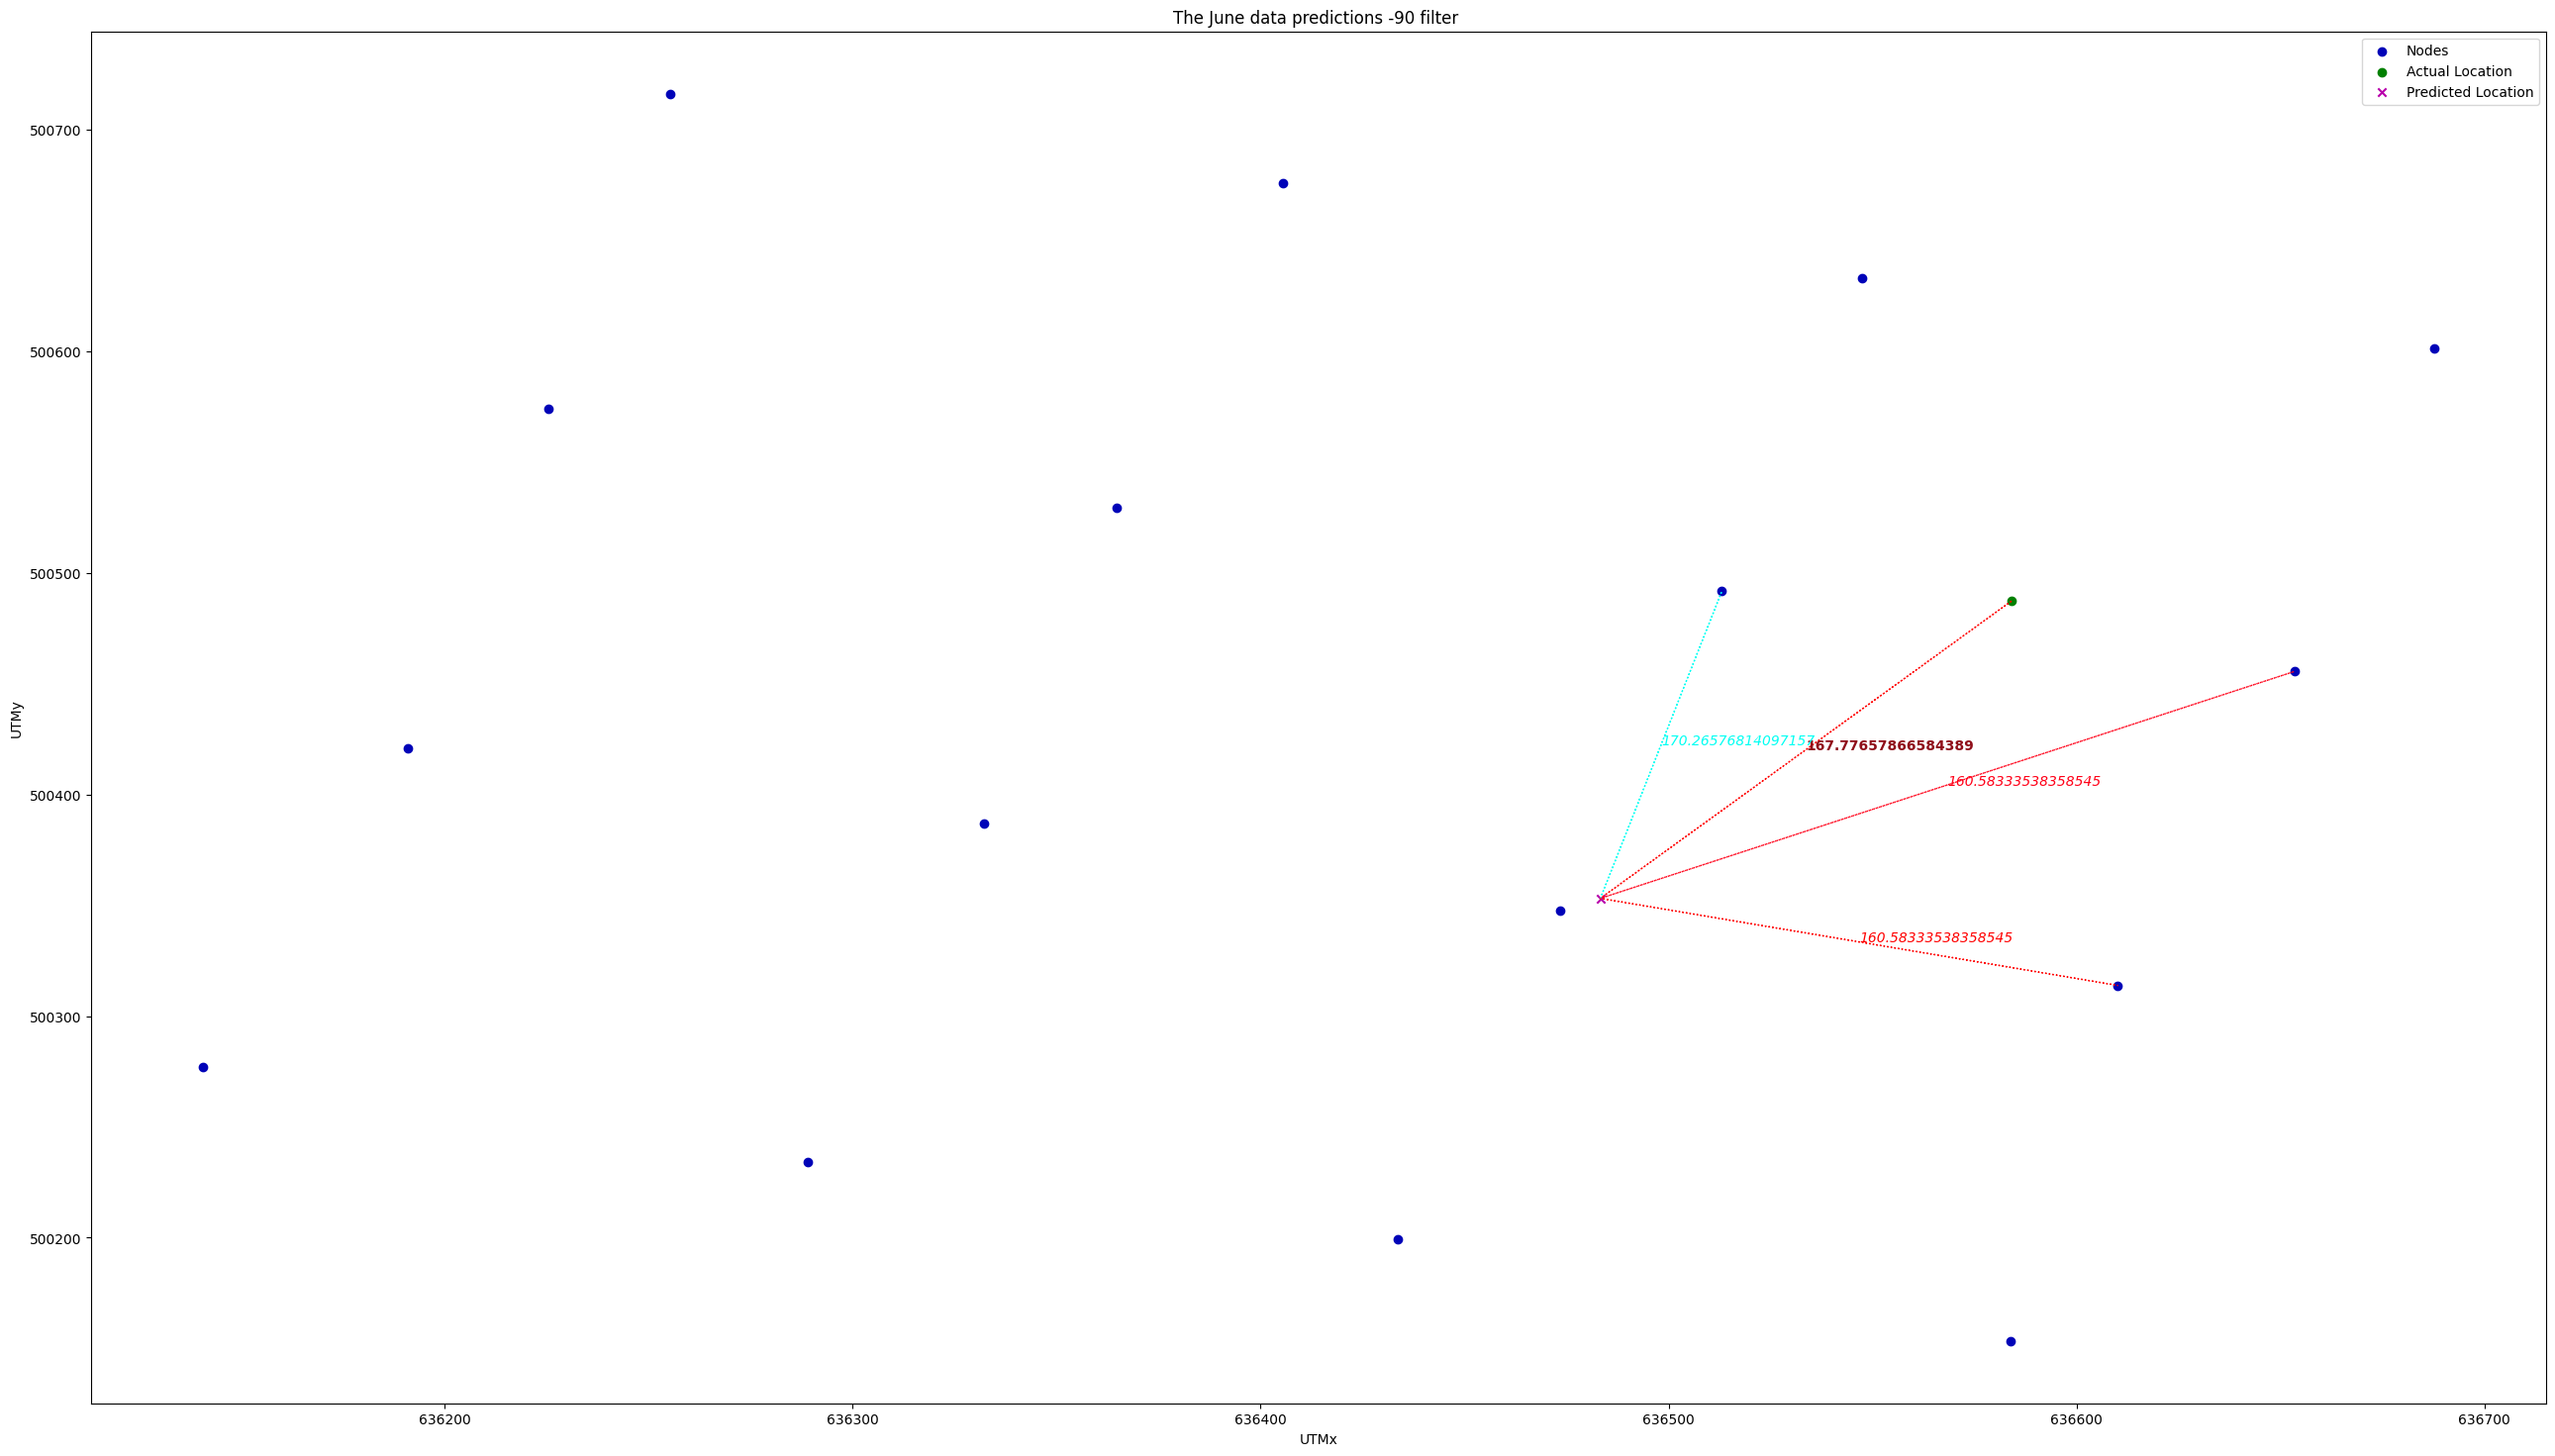 The June data predictions -90 filter
Nodes
Actual Location
Predicted Location
500700
500600
500500
500400
500300
500200
UTMy
170.26576814097157
167.77657866584389
160.58333538358545
160.58333538358545
636200
636300
636400
636500
636600
636700
UTMx